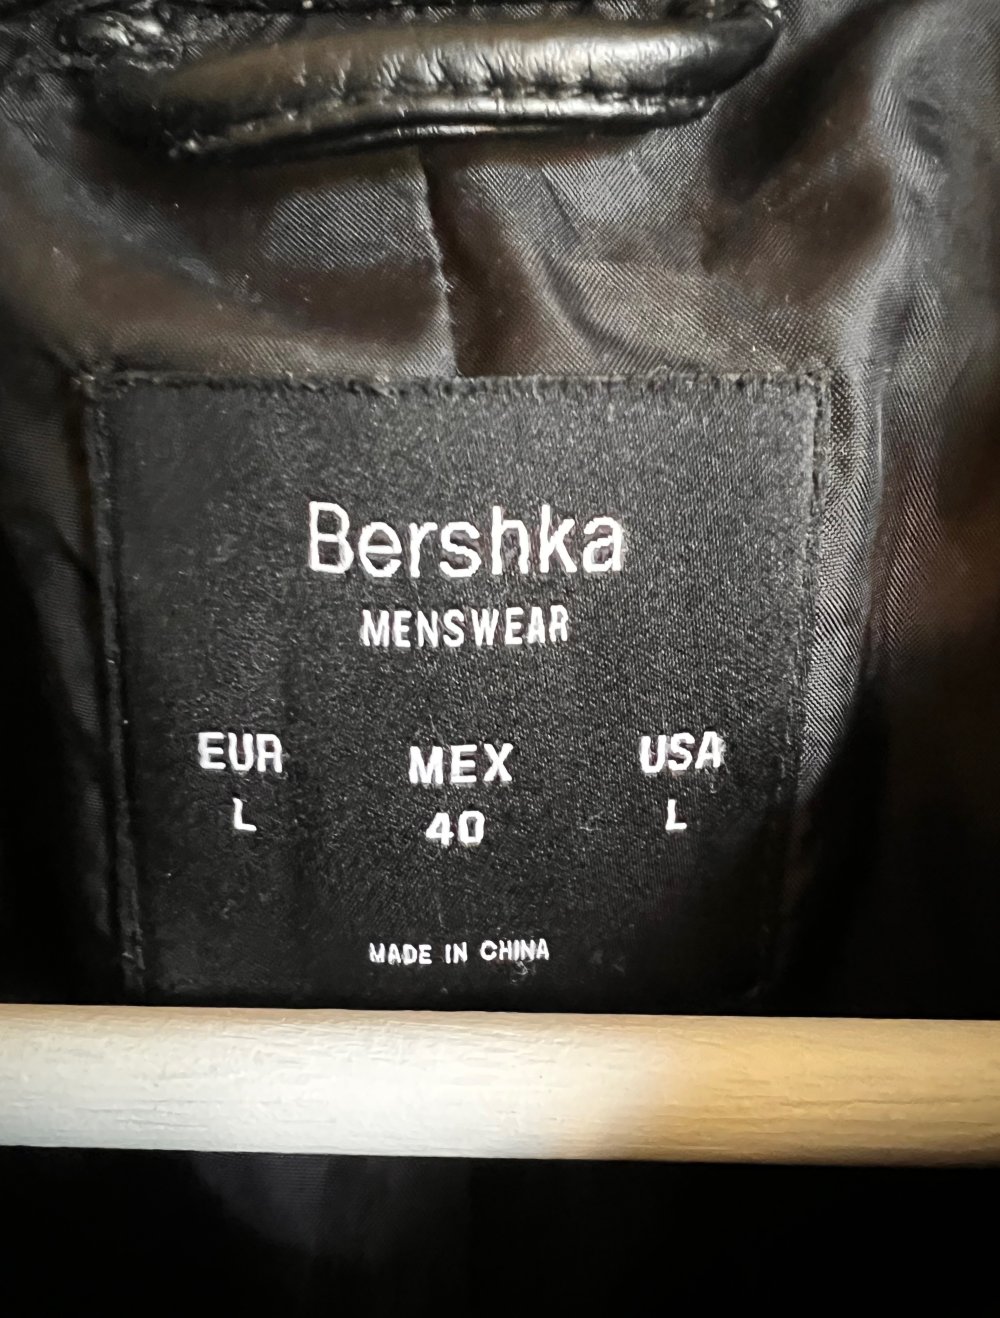 Bershka
MENSWEAR
EUR MEX USA
L 40 L
MADE IN CHINA